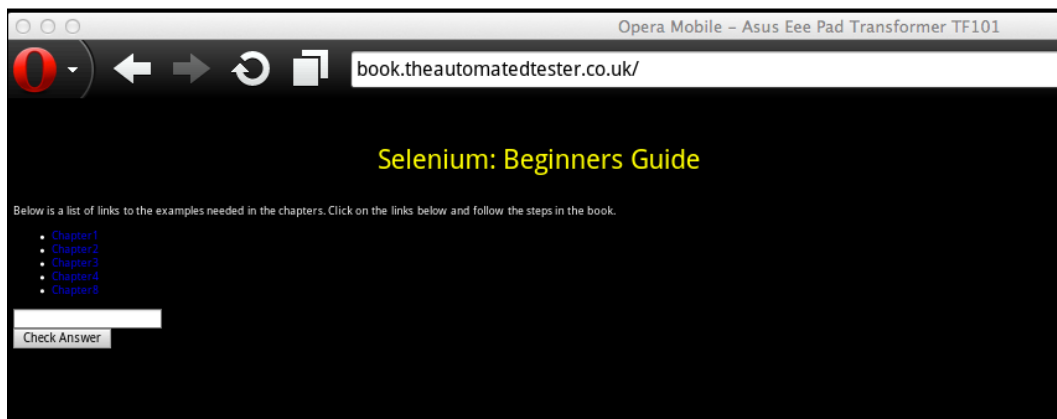 Opera Mobile – Asus Eee Pad Transformer TF101
book.theautomatedtester.co.uk/
Selenium: Beginners Guide
Below is a list of links to the examples needed in the chapters. Click on the links below and follow the steps in the book.
Chapter1
Chapter2
Chapter3
Chapter4
Chapter8
Check Answer